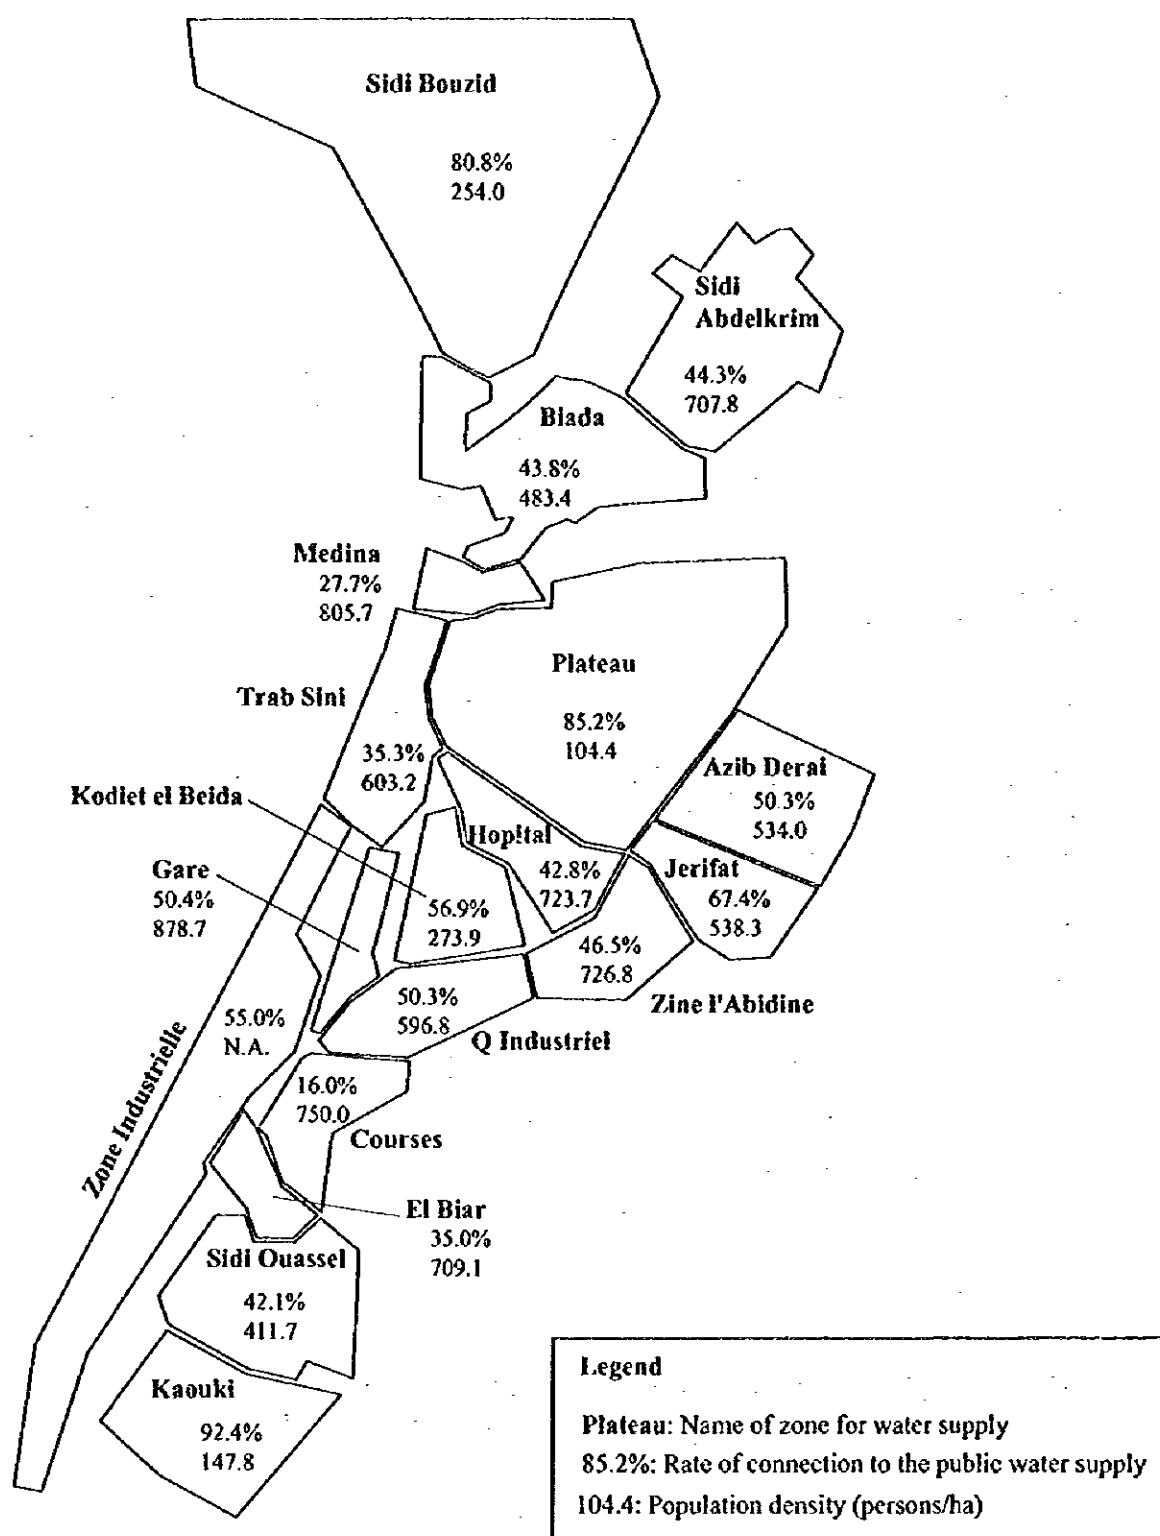 Sidi Bouzid
80.8%
254.0
Sidi
Abdelkrim
44.3%
707.8
Biada
43.8%
483.4
Medina
27.7%
805.7
Plateau
85.2%
104.4
Trab Sini
35.3%
603.2
Azib Derai
50.3%
534.0
Kodiet el Beida
56.9%
273.9
Hopital
42.8%
723.7
Jerifat
67.4%
538.3
Gare
50.4%
878.7
46.5%
726.8
Zine l'Abidine
50.3%
596.8
Q Industriel
55.0%
N.A.
Zone Industrielle
16.0%
750.0
Courses
El Biar
35.0%
709.1
Sidi Ouassel
42.1%
411.7
Kaouki
92.4%
147.8
Legend
Plateau: Name of zone for water supply
85.2%: Rate of connection to the public water supply
104.4: Population density (persons/ha)